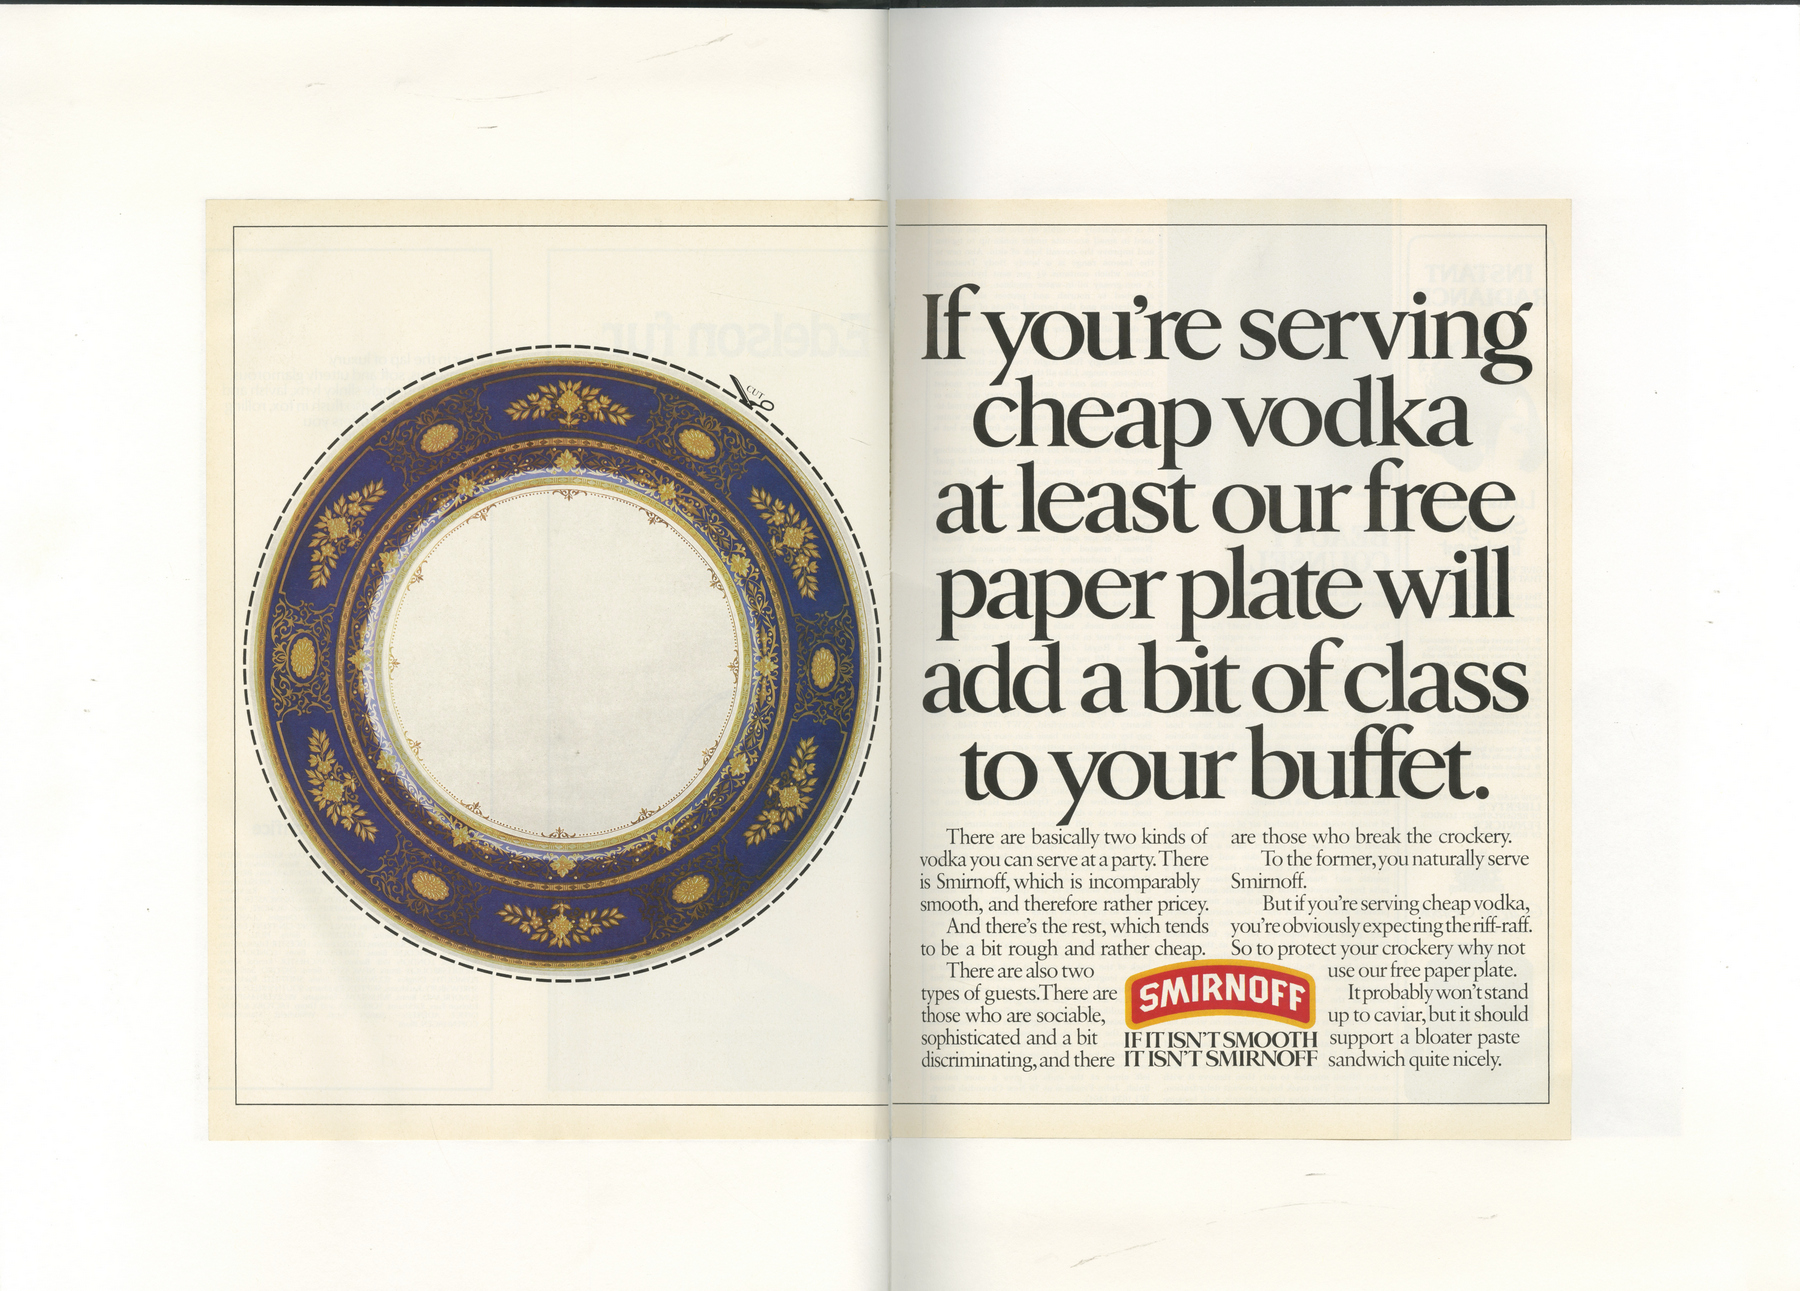 CUT
If you're serving
cheap vodka
at least our free
paper plate will
add a bit of class
to your buffet.
There are basically two kinds of
vodka you can serve at a party. There
is Smirnoff, which is incomparably
smooth, and therefore rather pricey.
And there's the rest, which tends
to be a bit rough and rather cheap.
There are also two
types of guests. There are
those who are sociable,
sophisticated and a bit
discriminating, and there
are those who break the crockery.
To the former, you naturally serve
Smirnoff.
But if you're serving cheap vodka,
you're obviously expecting the riff-raff.
So to protect your crockery why not
use our free paper plate.
It probably won't stand
up to caviar, but it should
support a bloater paste
sandwich quite nicely.
SMIRNOFF
IF IT ISN'T SMOOTH
IT ISN'T SMIRNOFF
Edelson fur
INSTANT